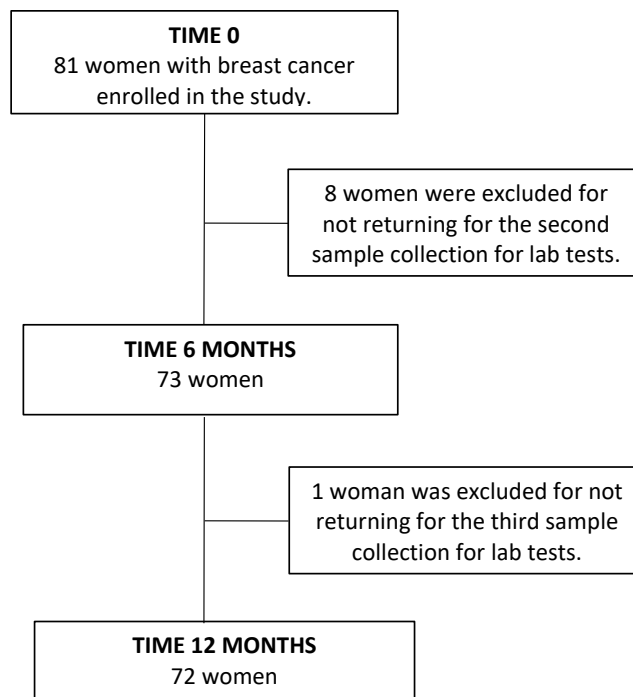 TIME 0
81 women with breast cancer
enrolled in the study.
8 women were excluded for
not returning for the second
sample collection for lab tests.
TIME 6 MONTHS
73 women
1 woman was excluded for not
returning for the third sample
collection for lab tests.
TIME 12 MONTHS
72 women